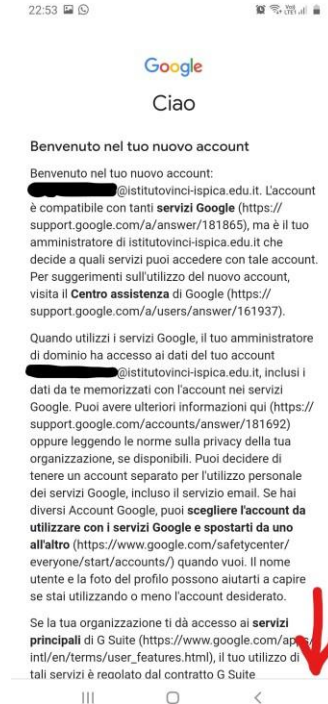 22:53
Google
Ciao
Benvenuto nel tuo nuovo account
Benvenuto nel tuo nuovo account:
@istitutovinci-ispica.edu.it. L'account
è compatibile con tanti servizi Google (https://
support.google.com/a/answer/181865), ma è il tuo
amministratore di istitutovinci-ispica.edu.it che
decide a quali servizi puoi accedere con tale account.
Per suggerimenti sull'utilizzo del nuovo account,
visita il Centro assistenza di Google (https://
support.google.com/a/users/answer/161937).
Quando utilizzi i servizi Google, il tuo amministratore
di dominio ha accesso ai dati del tuo account
@istitutovinci-ispica.edu.it, inclusi i
dati da te memorizzati con l'account nei servizi
Google. Puoi avere ulteriori informazioni qui (https://
support.google.com/accounts/answer/181692)
oppure leggendo le norme sulla privacy della tua
organizzazione, se disponibili. Puoi decidere di
tenere un account separato per l'utilizzo personale
dei servizi Google, incluso il servizio email. Se hai
diversi Account Google, puoi scegliere l'account da
utilizzare con i servizi Google e spostarti da uno
all'altro (https://www.google.com/safetycenter/
everyone/start/accounts/) quando vuoi. Il nome
utente e la foto del profilo possono aiutarti a capire
se stai utilizzando o meno l'account desiderato.
Se la tua organizzazione ti dà accesso ai servizi
principali di G Suite (https://www.google.com/apps/
intl/en/terms/user_features.html), il tuo utilizzo di
tali servizi è regolato dal contratto G Suite